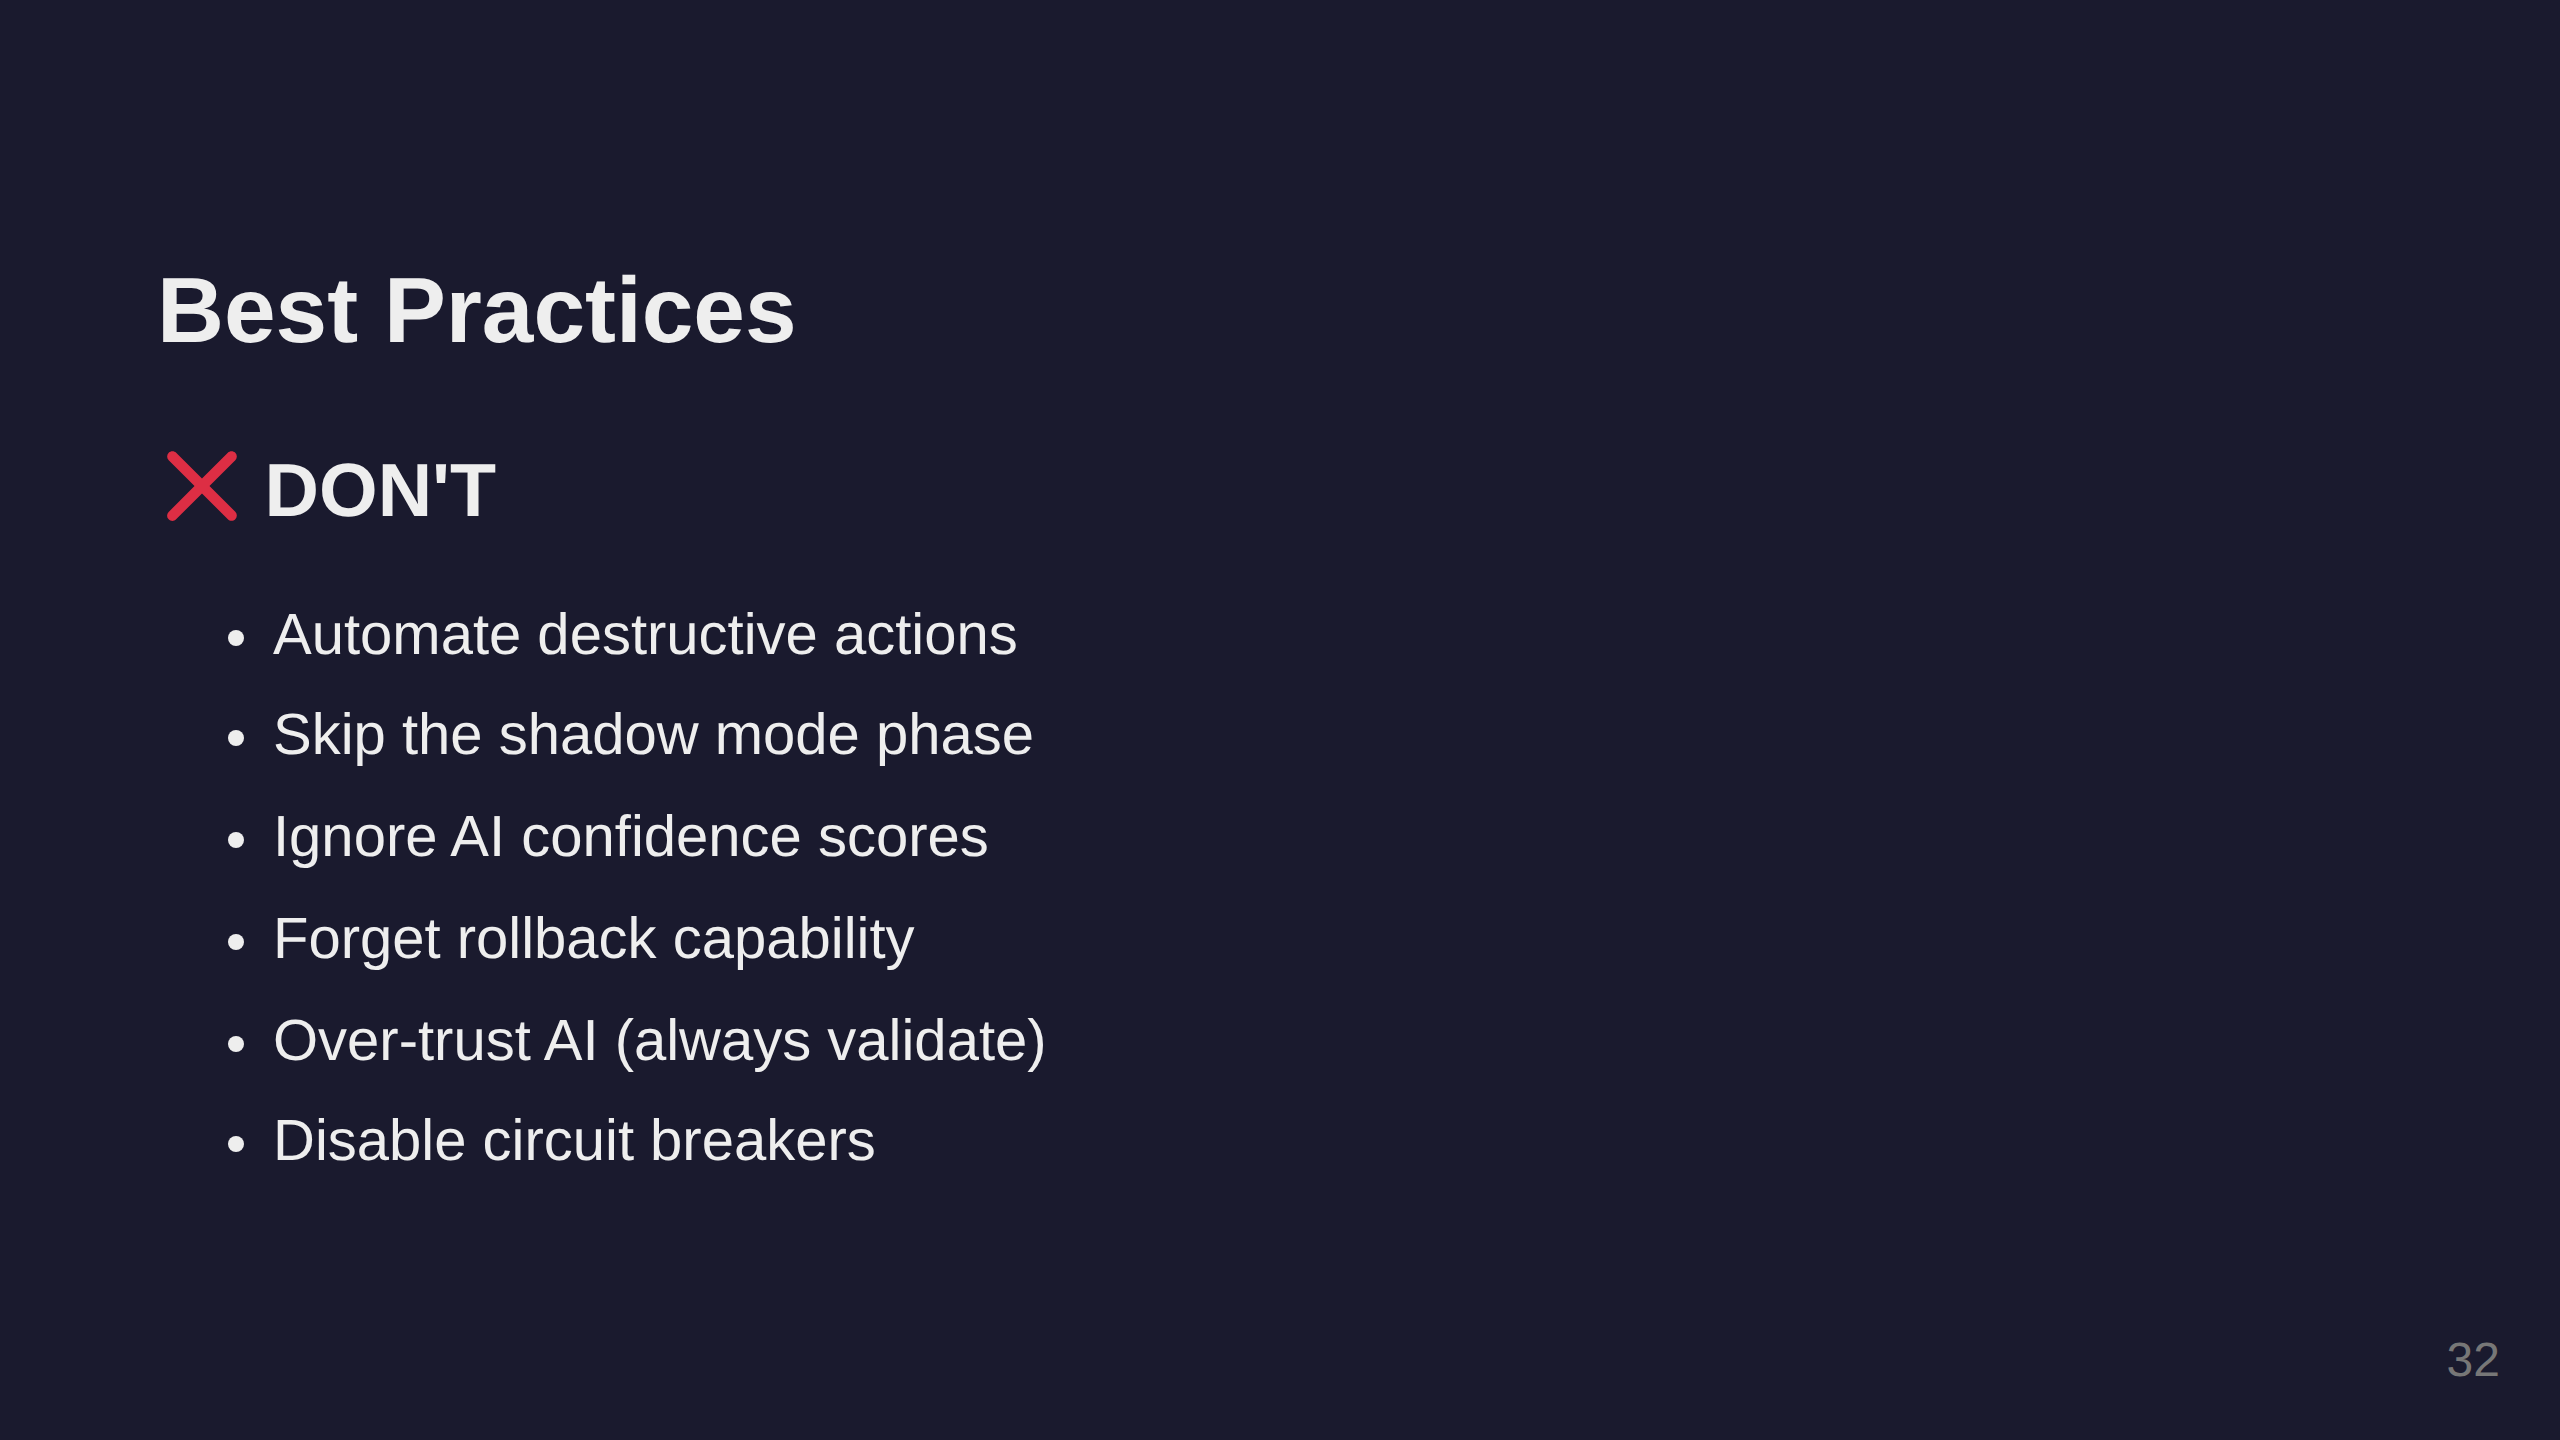 Best Practices
❌ DON'T
• Automate destructive actions
• Skip the shadow mode phase
• Ignore AI confidence scores
• Forget rollback capability
• Over-trust AI (always validate)
• Disable circuit breakers
32